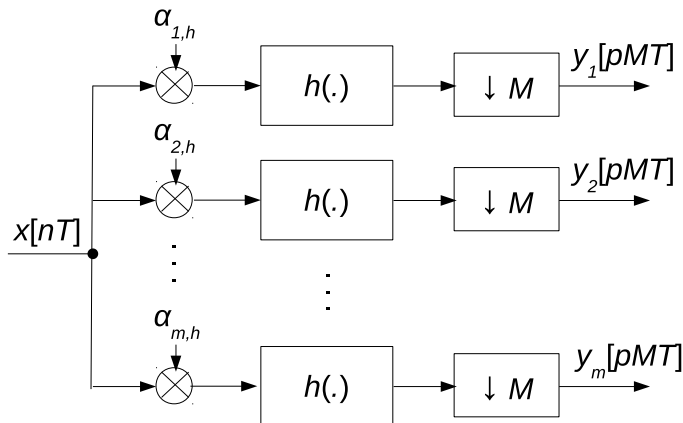 α1,h
h(.)
↓ M
y1[pMT]
α2,h
h(.)
↓ M
y2[pMT]
x[nT]
αm,h
h(.)
↓ M
ym[pMT]